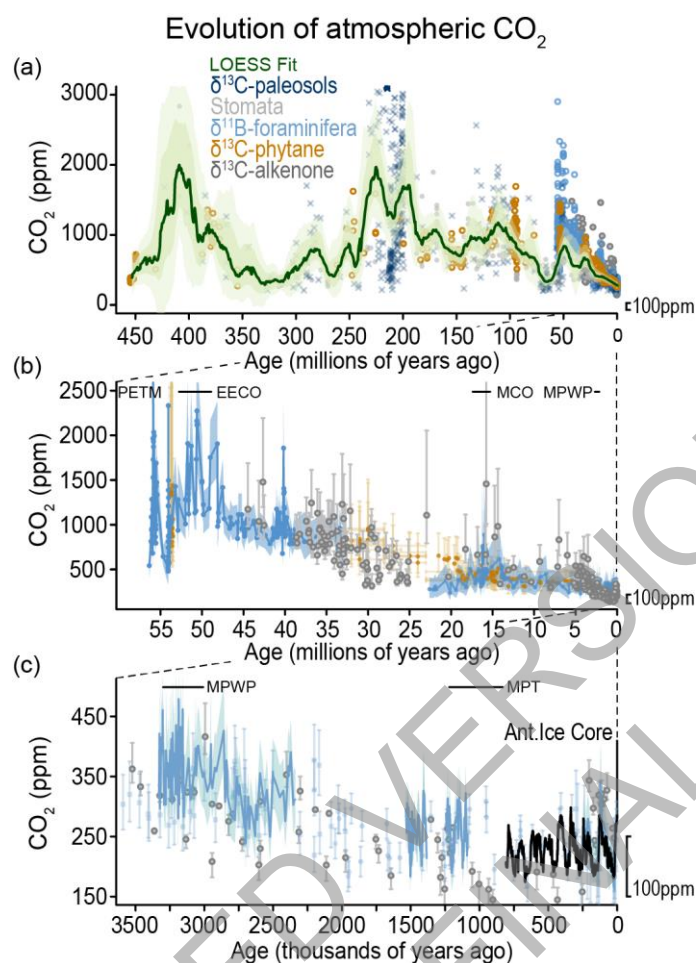 Evolution of atmospheric CO2
(a)
LOESS Fit
δ13C-paleosols
Stomata
δ11B-foraminifera
δ13C-phytane
δ13C-alkenone
CO2 (ppm)
3000
2000
1000
0
450 400 350 300 250 200 150 100 50 0
100ppm
Age (millions of years ago)
(b)
PETM EECO MCO MPWP
CO2 (ppm)
2500
2000
1500
1000
500
55 50 45 40 35 30 25 20 15 10 5 0
100ppm
Age (millions of years ago)
(c)
MPWP MPT
Ant.Ice Core
CO2 (ppm)
450
350
250
150
100ppm
3500 3000 2500 2000 1500 1000 500 0
Age (thousands of years ago)